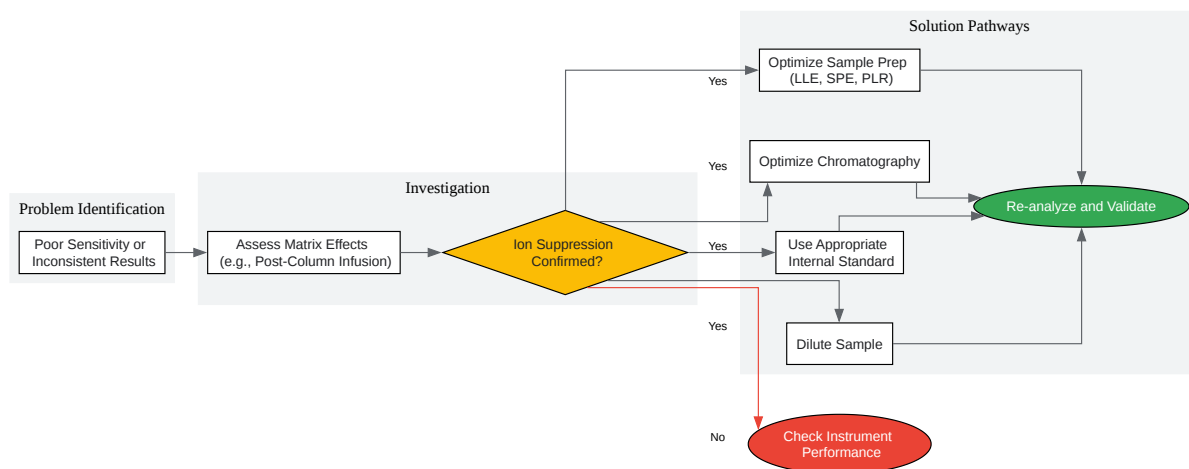 Solution Pathways
Optimize Sample Prep
(LLE, SPE, PLR)
Yes
Optimize Chromatography
Yes
Investigation
Problem Identification
Re-analyze and Validate
Poor Sensitivity or
Inconsistent Results
Assess Matrix Effects
(e.g., Post-Column Infusion)
Ion Suppression
Confirmed?
Yes
Use Appropriate
Internal Standard
Yes
Dilute Sample
No
Check Instrument
Performance